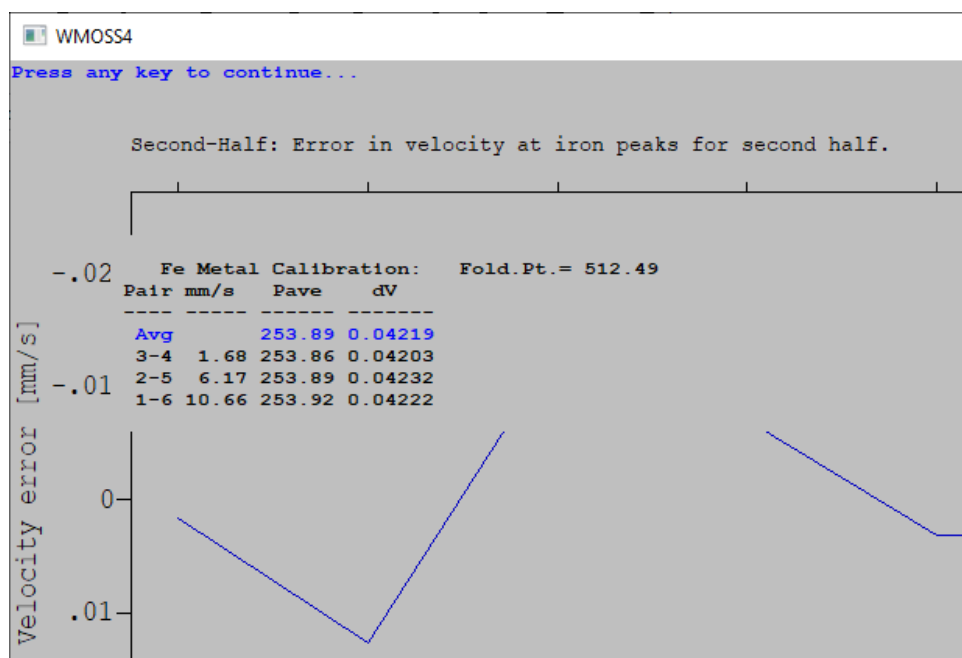 WMOSS4
Press any key to continue...
Second-Half: Error in velocity at iron peaks for second half.
Fe Metal Calibration: Fold.Pt.= 512.49
Pair mm/s Pave dV
---- ----- ------ -------
Avg 253.89 0.04219
3-4 1.68 253.86 0.04203
2-5 6.17 253.89 0.04232
1-6 10.66 253.92 0.04222
-.02
-.01
0
.01
Velocity error [mm/s]